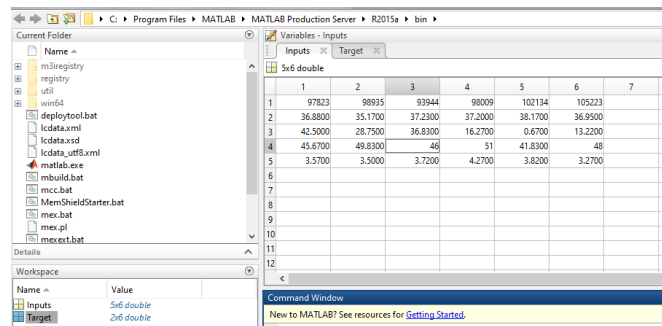 C: ▸ Program Files ▸ MATLAB ▸ MATLAB Production Server ▸ R2015a ▸ bin ▸
Current Folder
Name
m3iregistry
registry
util
win64
deploytool.bat
lcdata.xml
lcdata.xsd
lcdata_utf8.xml
matlab.exe
mbuild.bat
mcc.bat
MemShieldStarter.bat
mex.bat
mex.pl
mexext.bat
Details
Workspace
Name Value
Inputs 5x6 double
Target 2x6 double
Variables - Inputs
Inputs Target
5x6 double
1 2 3 4 5 6 7
1 97823 98935 93944 98009 102134 105223
2 36.8800 35.1700 37.2300 37.2000 38.1700 36.9500
3 42.5000 28.7500 36.8300 16.2700 0.6700 13.2200
4 45.6700 49.8300 46 51 41.8300 48
5 3.5700 3.5000 3.7200 4.2700 3.8200 3.2700
6
7
8
9
10
11
12
Command Window
New to MATLAB? See resources for Getting Started.